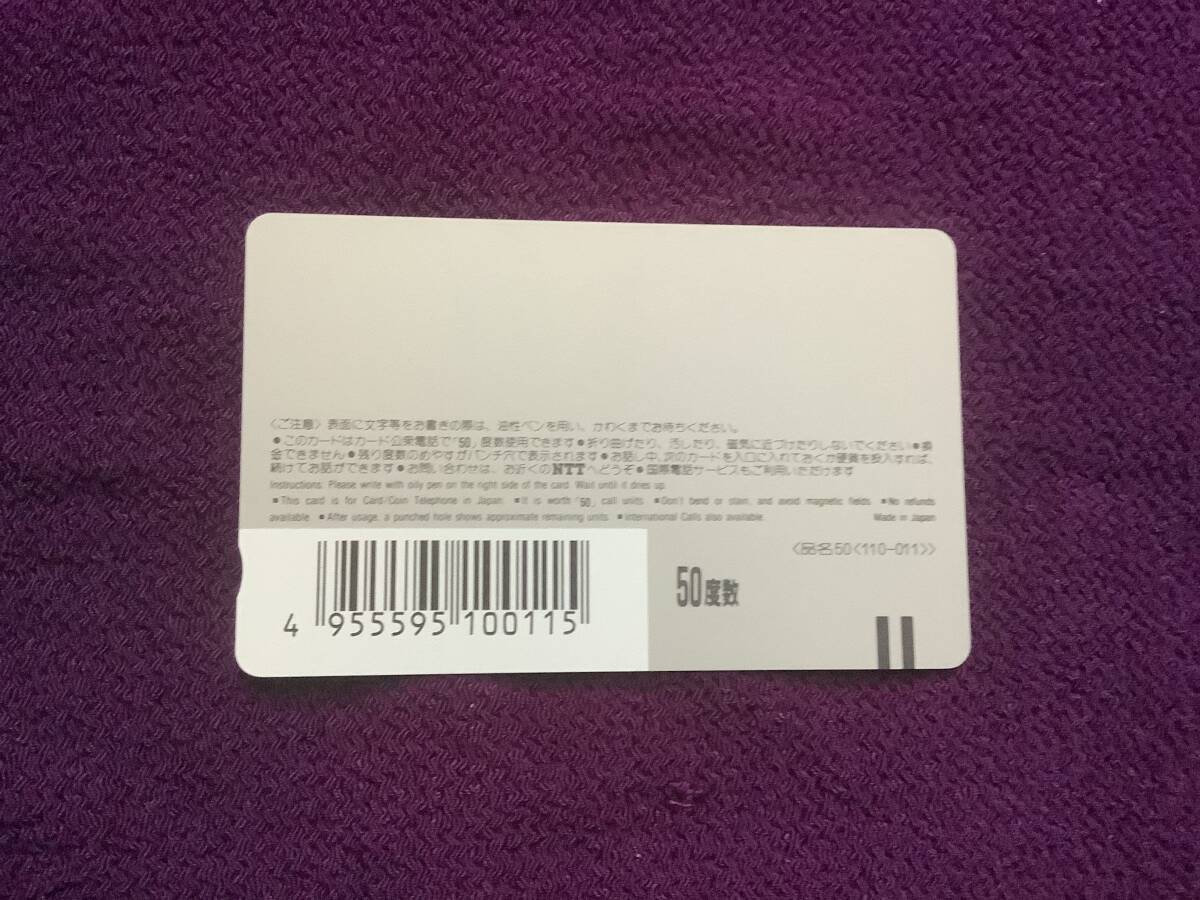 〈ご注意〉表面に文字等をお書きの際は、油性ペンを用い、かわくまでお待ちください。
●このカードはカード公衆電話で「50」度数使用できます●折り曲げたり、汚したり、磁気に近づけたりしないでください●換
金できません●残り度数のめやすがパンチ穴で表示されます●お話し中、次のカードを入口に入れておくか硬貨を投入すれば、
続けてお話ができます●お問い合わせは、お近くのNTTへどうぞ●国際電話サービスもご利用いただけます
Instructions: Please write with oily pen on the right side of the card. Wait until it dries up.
■This card is for Card/Coin Telephone in Japan. ■It is worth「50」call units. ■Don't bend or stain, and avoid magnetic fields. ■No refunds
available. ■After usage, a punched hole shows approximate remaining units. ■International Calls also available. Made in Japan
〈品名50〈110-011〉〉
50度数
4 955595 100115